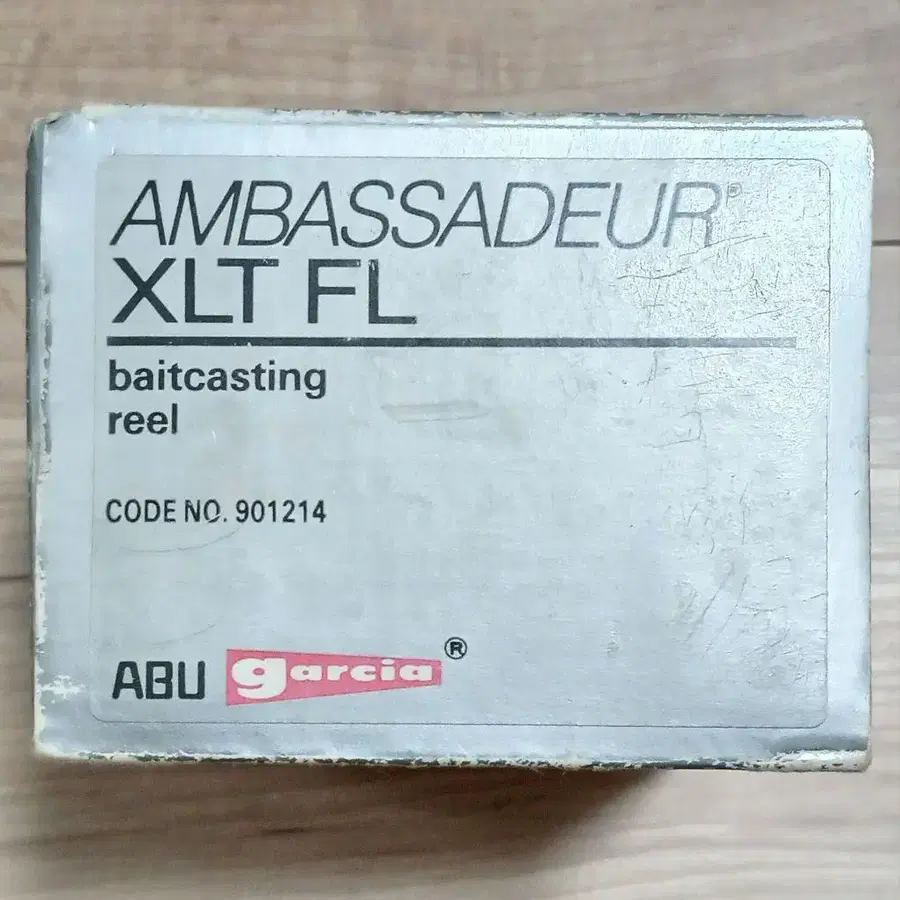 AMBASSADEUR®
XLT FL
baitcasting
reel
CODE NO. 901214
ABU garcia ®